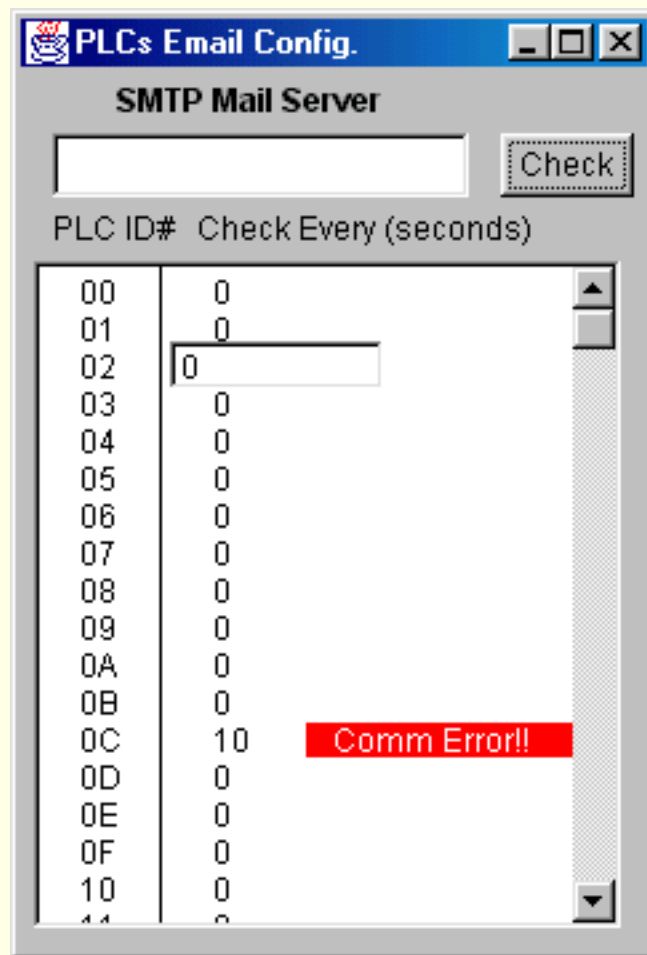 PLCs Email Config.
SMTP Mail Server
Check
PLC ID# Check Every (seconds)
00 0
01 0
02 0
03 0
04 0
05 0
06 0
07 0
08 0
09 0
0A 0
0B 0
0C 10 Comm Error!!
0D 0
0E 0
0F 0
10 0
11 0